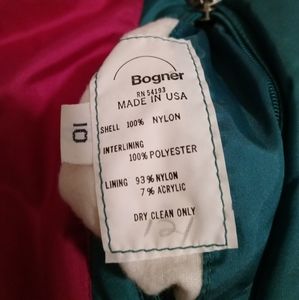 Bogner
RN 54193
MADE IN USA
SHELL 100% NYLON
INTERLINING
100% POLYESTER
LINING 93% NYLON
7% ACRYLIC
DRY CLEAN ONLY
10